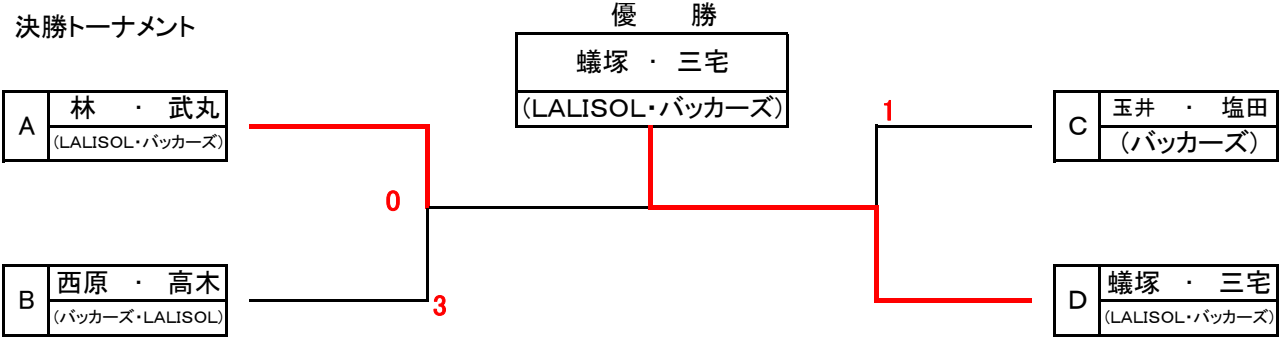 決勝トーナメント
優　勝
蟻塚 ・ 三宅
(LALISOL・バッカーズ)
A
林 ・ 武丸
(LALISOL・バッカーズ)
1
C
玉井 ・ 塩田
(バッカーズ)
0
B
西原 ・ 高木
(バッカーズ・LALISOL)
3
D
蟻塚 ・ 三宅
(LALISOL・バッカーズ)